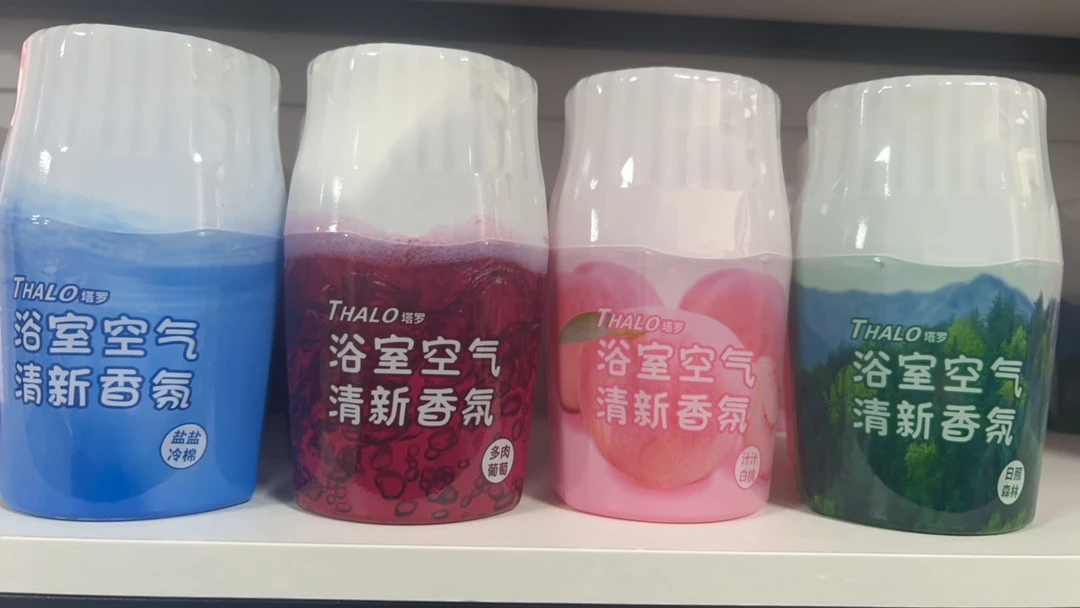 THALO 塔罗
浴室空气
清新香氛
盐盐
冷棉
THALO 塔罗
浴室空气
清新香氛
多肉
葡萄
THALO 塔罗
浴室空气
清新香氛
汁汁
白桃
THALO 塔罗
浴室空气
清新香氛
日照
森林